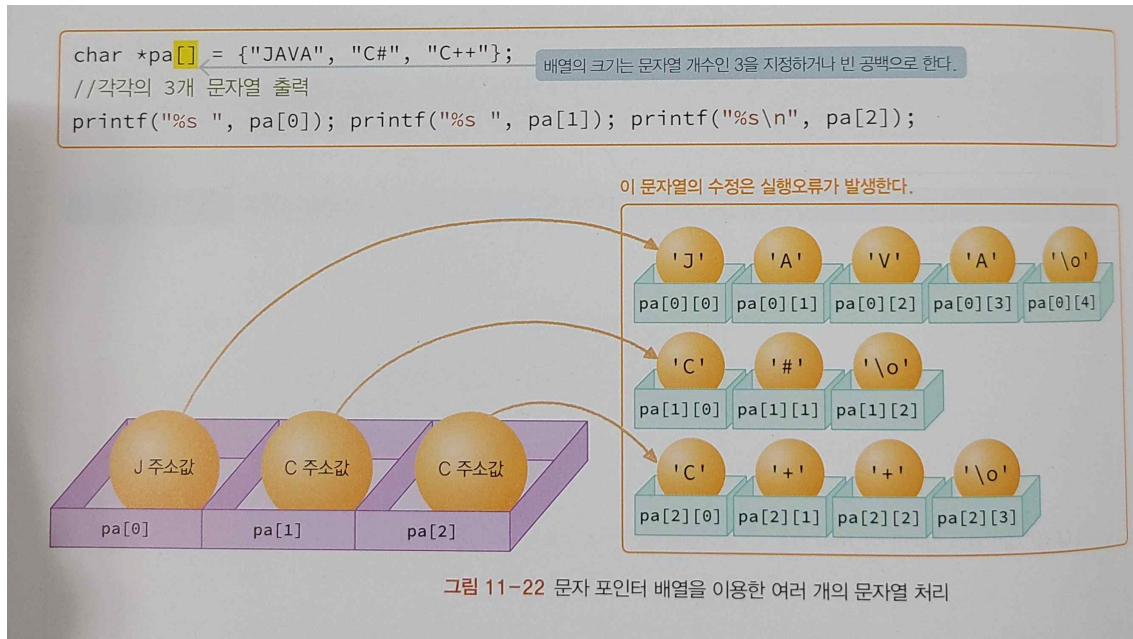 char *pa[] = {"JAVA", "C#", "C++"};
배열의 크기는 문자열 개수인 3을 지정하거나 빈 공백으로 한다.
//각각의 3개 문자열 출력
printf("%s ", pa[0]); printf("%s ", pa[1]); printf("%s\n", pa[2]);
이 문자열의 수정은 실행오류가 발생한다.
'J' 'A' 'V' 'A' '\o'
pa[0][0] pa[0][1] pa[0][2] pa[0][3] pa[0][4]
'C' '#' '\o'
pa[1][0] pa[1][1] pa[1][2]
'C' '+' '+' '\o'
pa[2][0] pa[2][1] pa[2][2] pa[2][3]
J 주소값 C 주소값 C 주소값
pa[0] pa[1] pa[2]
그림 11-22 문자 포인터 배열을 이용한 여러 개의 문자열 처리